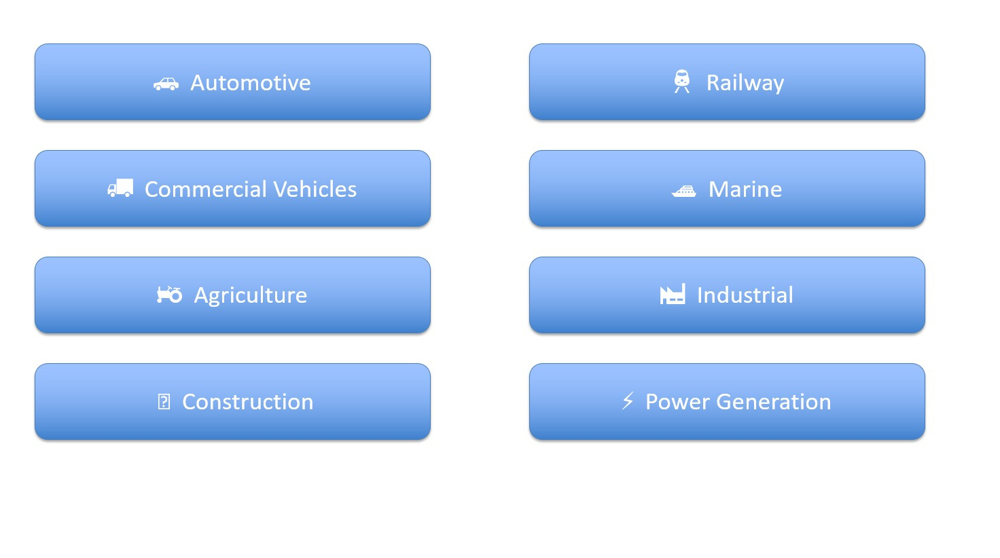 Automotive
Railway
Commercial Vehicles
Marine
Agriculture
Industrial
Construction
Power Generation